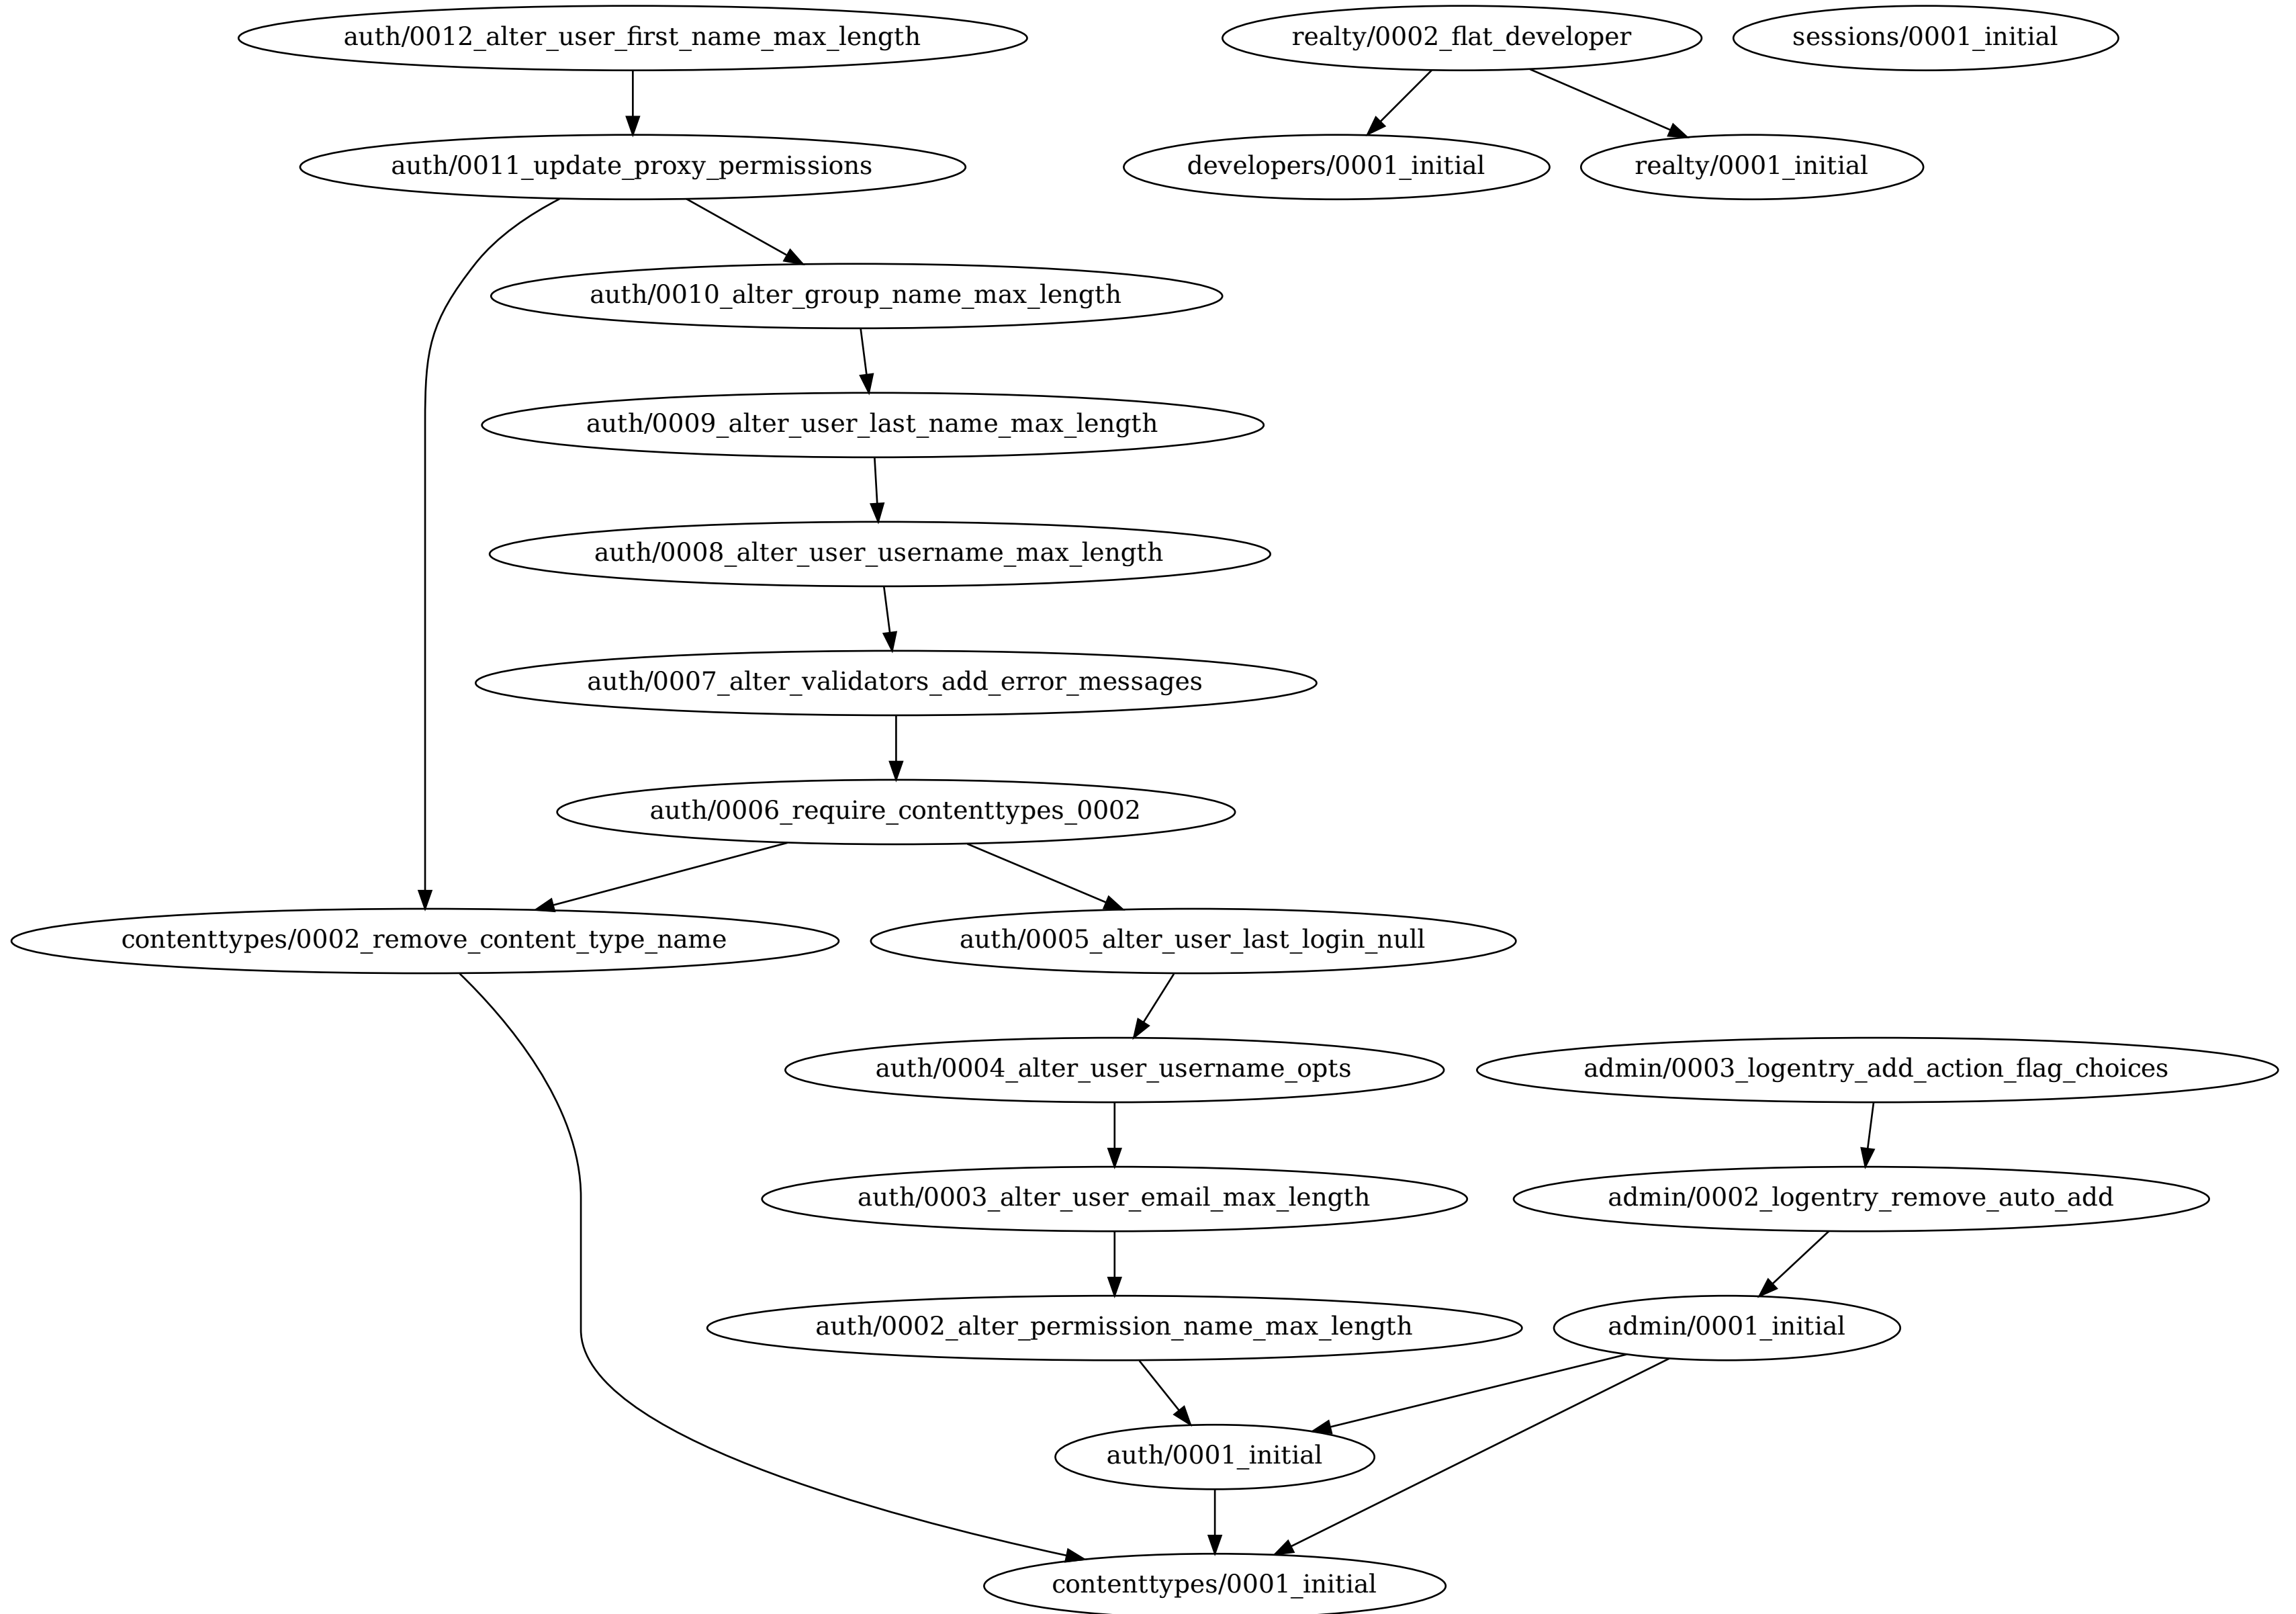 auth/0012_alter_user_first_name_max_length
realty/0002_flat_developer
sessions/0001_initial
auth/0011_update_proxy_permissions
developers/0001_initial
realty/0001_initial
auth/0010_alter_group_name_max_length
auth/0009_alter_user_last_name_max_length
auth/0008_alter_user_username_max_length
auth/0007_alter_validators_add_error_messages
auth/0006_require_contenttypes_0002
contenttypes/0002_remove_content_type_name
auth/0005_alter_user_last_login_null
auth/0004_alter_user_username_opts
admin/0003_logentry_add_action_flag_choices
auth/0003_alter_user_email_max_length
admin/0002_logentry_remove_auto_add
auth/0002_alter_permission_name_max_length
admin/0001_initial
auth/0001_initial
contenttypes/0001_initial